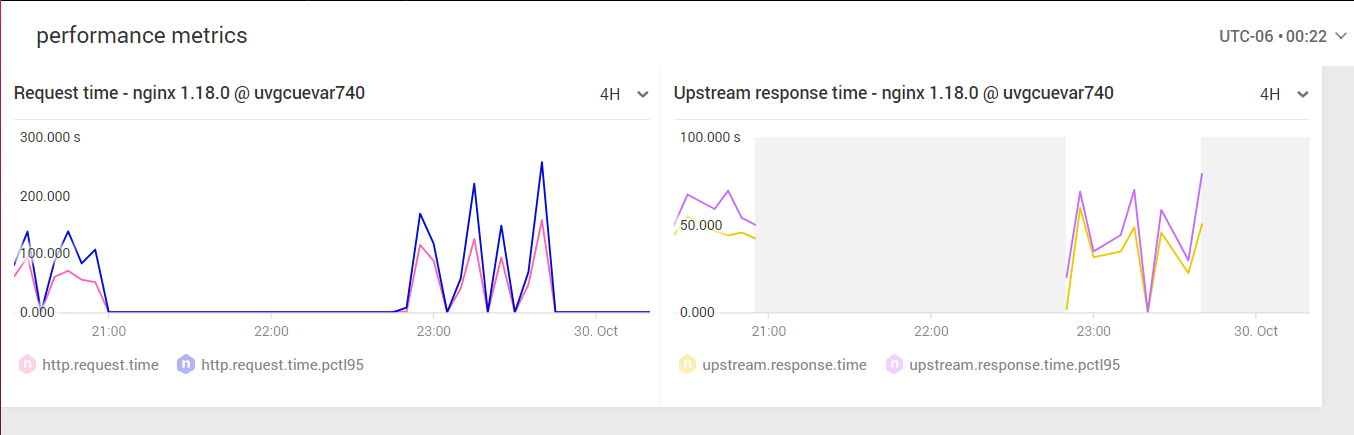 performance metrics
UTC-06 • 00:22
Request time - nginx 1.18.0 @ uvgcuevar740
4H
300.000 s
200.000
100.000
0.000
21:00
22:00
23:00
30. Oct
n http.request.time
n http.request.time.pctl95
Upstream response time - nginx 1.18.0 @ uvgcuevar740
4H
100.000 s
50.000
0.000
21:00
22:00
23:00
30. Oct
n upstream.response.time
n upstream.response.time.pctl95